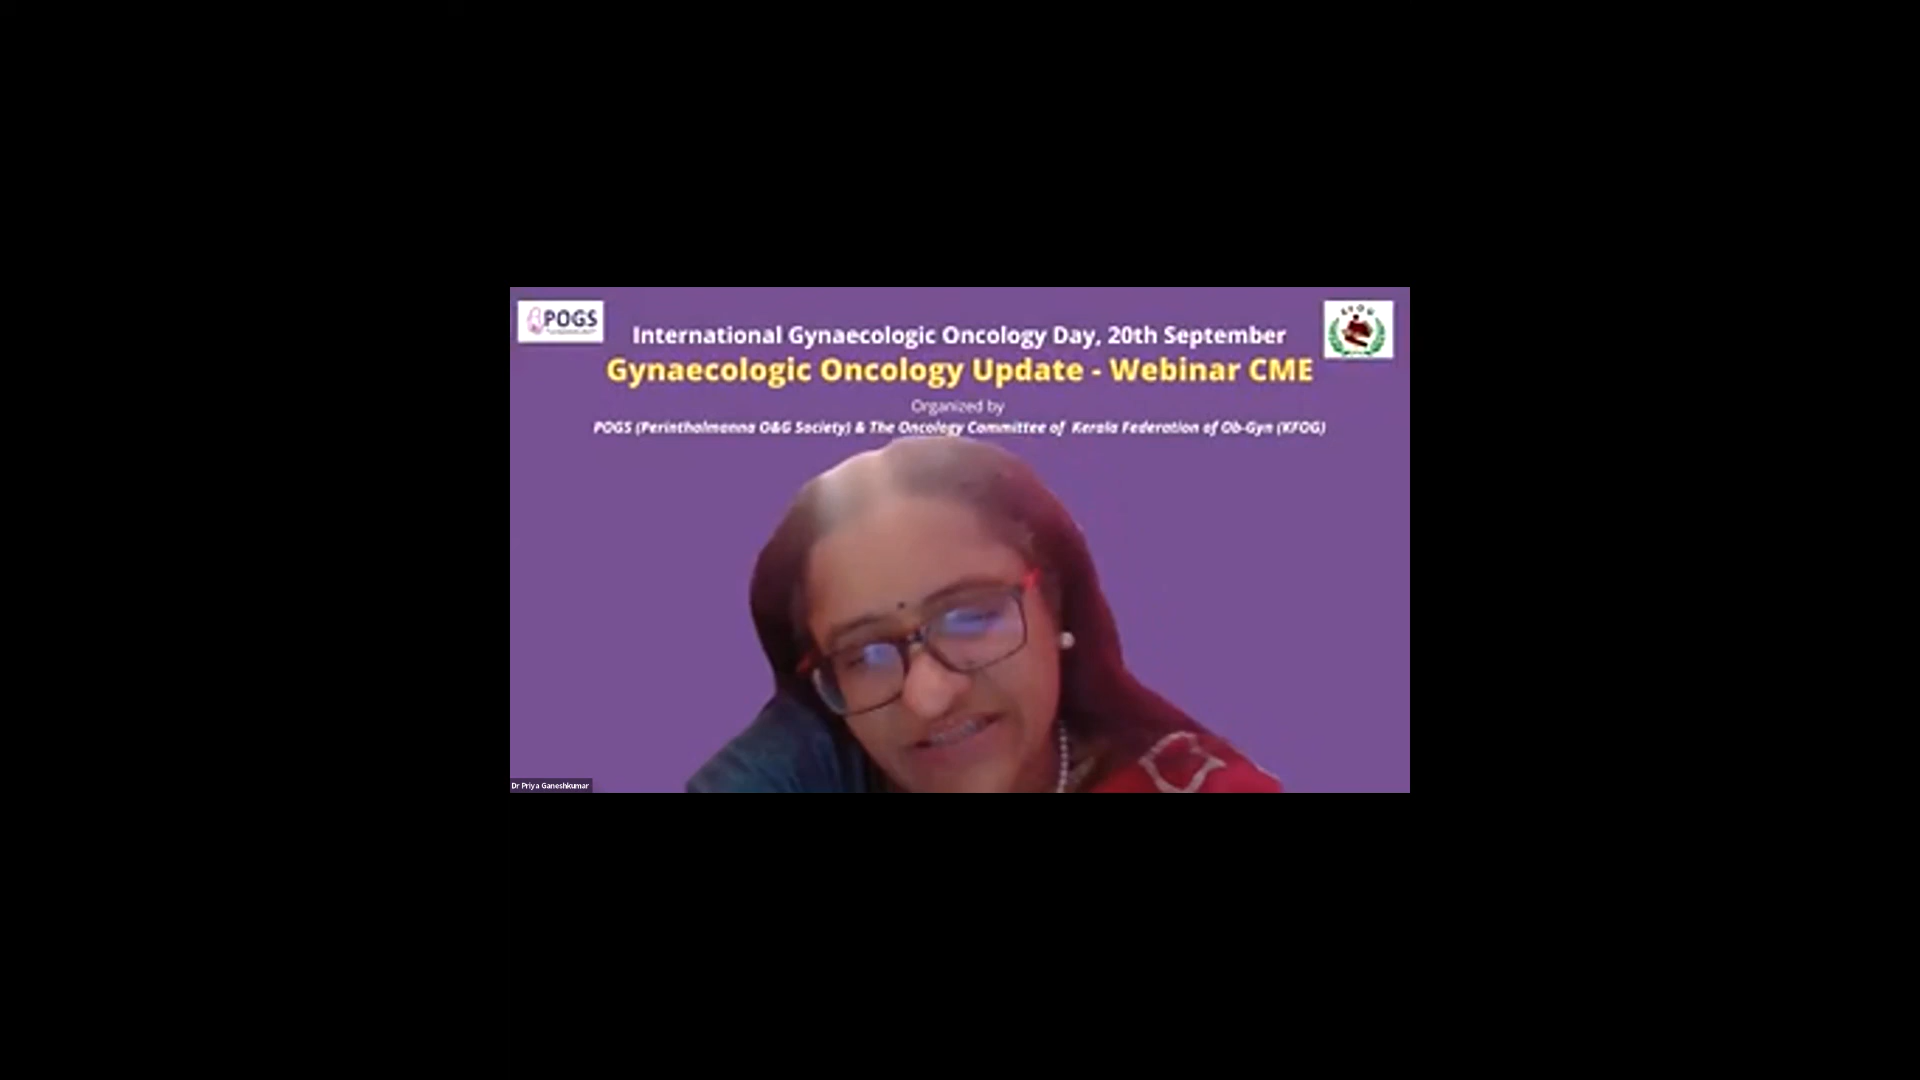 POGS
KFOG
International Gynaecologic Oncology Day, 20th September
Gynaecologic Oncology Update - Webinar CME
Organized by
POGS (Perinthalmanna O&G Society) & The Oncology Committee of Kerala Federation of Ob-Gyn (KFOG)
Dr Priya Ganeshkumar